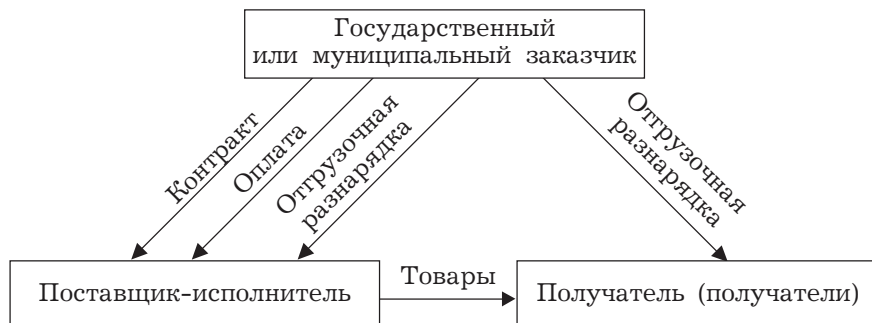 Государственный
или муниципальный заказчик
Контракт
Оплата
Отгрузочная
разнарядка
Отгрузочная
разнарядка
Поставщик-исполнитель
Товары
Получатель (получатели)